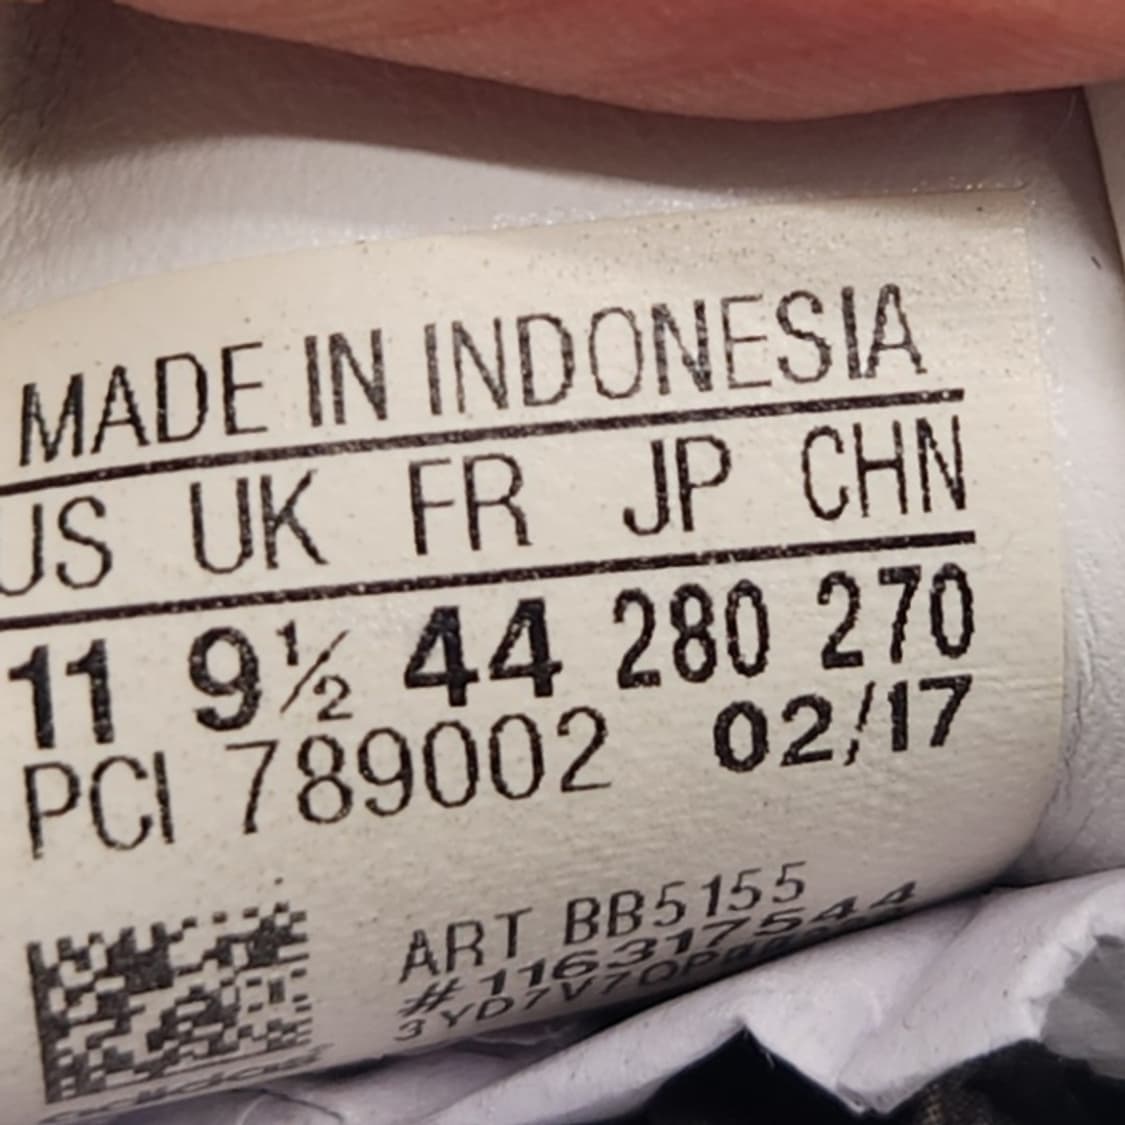 MADE IN INDONESIA
US UK FR JP CHN
11 9½ 44 280 270
PCI 789002 02/17
ART BB5155
#116317544
adidas